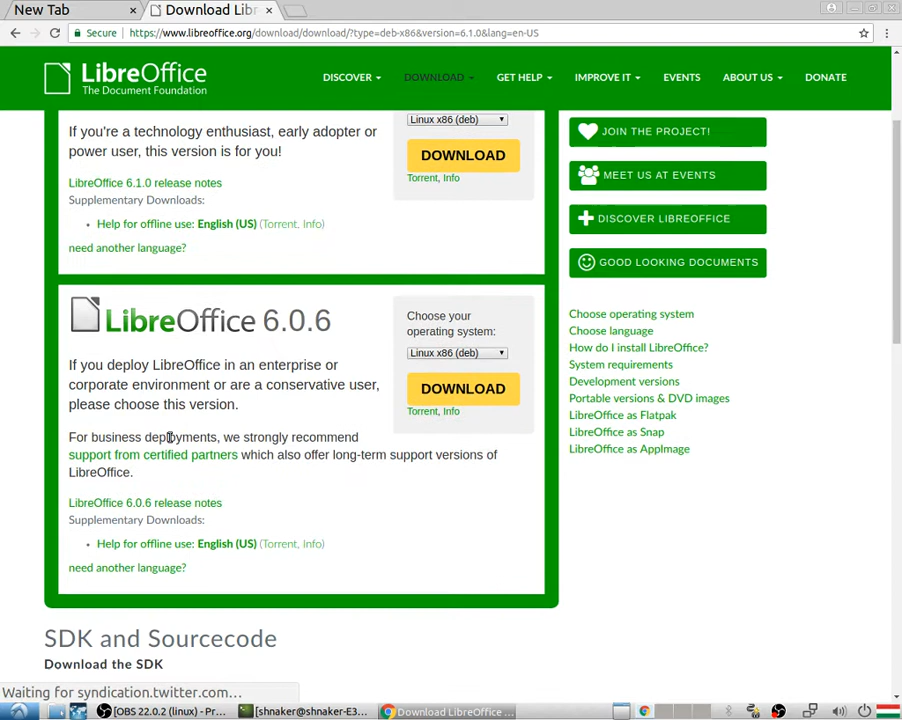 New Tab
Download Libr
Secure
https://www.libreoffice.org/download/download/?type=deb-x86&version=6.1.0&lang=en-US
LibreOffice
The Document Foundation
DISCOVER
DOWNLOAD
GET HELP
IMPROVE IT
EVENTS
ABOUT US
DONATE
If you're a technology enthusiast, early adopter or
power user, this version is for you!
Linux x86 (deb)
DOWNLOAD
Torrent, Info
LibreOffice 6.1.0 release notes
Supplementary Downloads:
Help for offline use: English (US) (Torrent, Info)
need another language?
LibreOffice 6.0.6
If you deploy LibreOffice in an enterprise or
corporate environment or are a conservative user,
please choose this version.
Choose your
operating system:
Linux x86 (deb)
DOWNLOAD
Torrent, Info
For business deployments, we strongly recommend
support from certified partners which also offer long-term support versions of
LibreOffice.
LibreOffice 6.0.6 release notes
Supplementary Downloads:
Help for offline use: English (US) (Torrent, Info)
need another language?
JOIN THE PROJECT!
MEET US AT EVENTS
DISCOVER LIBREOFFICE
GOOD LOOKING DOCUMENTS
Choose operating system
Choose language
How do I install LibreOffice?
System requirements
Development versions
Portable versions & DVD images
LibreOffice as Flatpak
LibreOffice as Snap
LibreOffice as AppImage
SDK and Sourcecode
Download the SDK
Waiting for syndication.twitter.com...
[OBS 22.0.2 (linux) - Pr...
[shnaker@shnaker-E3...
Download LibreOffice ...